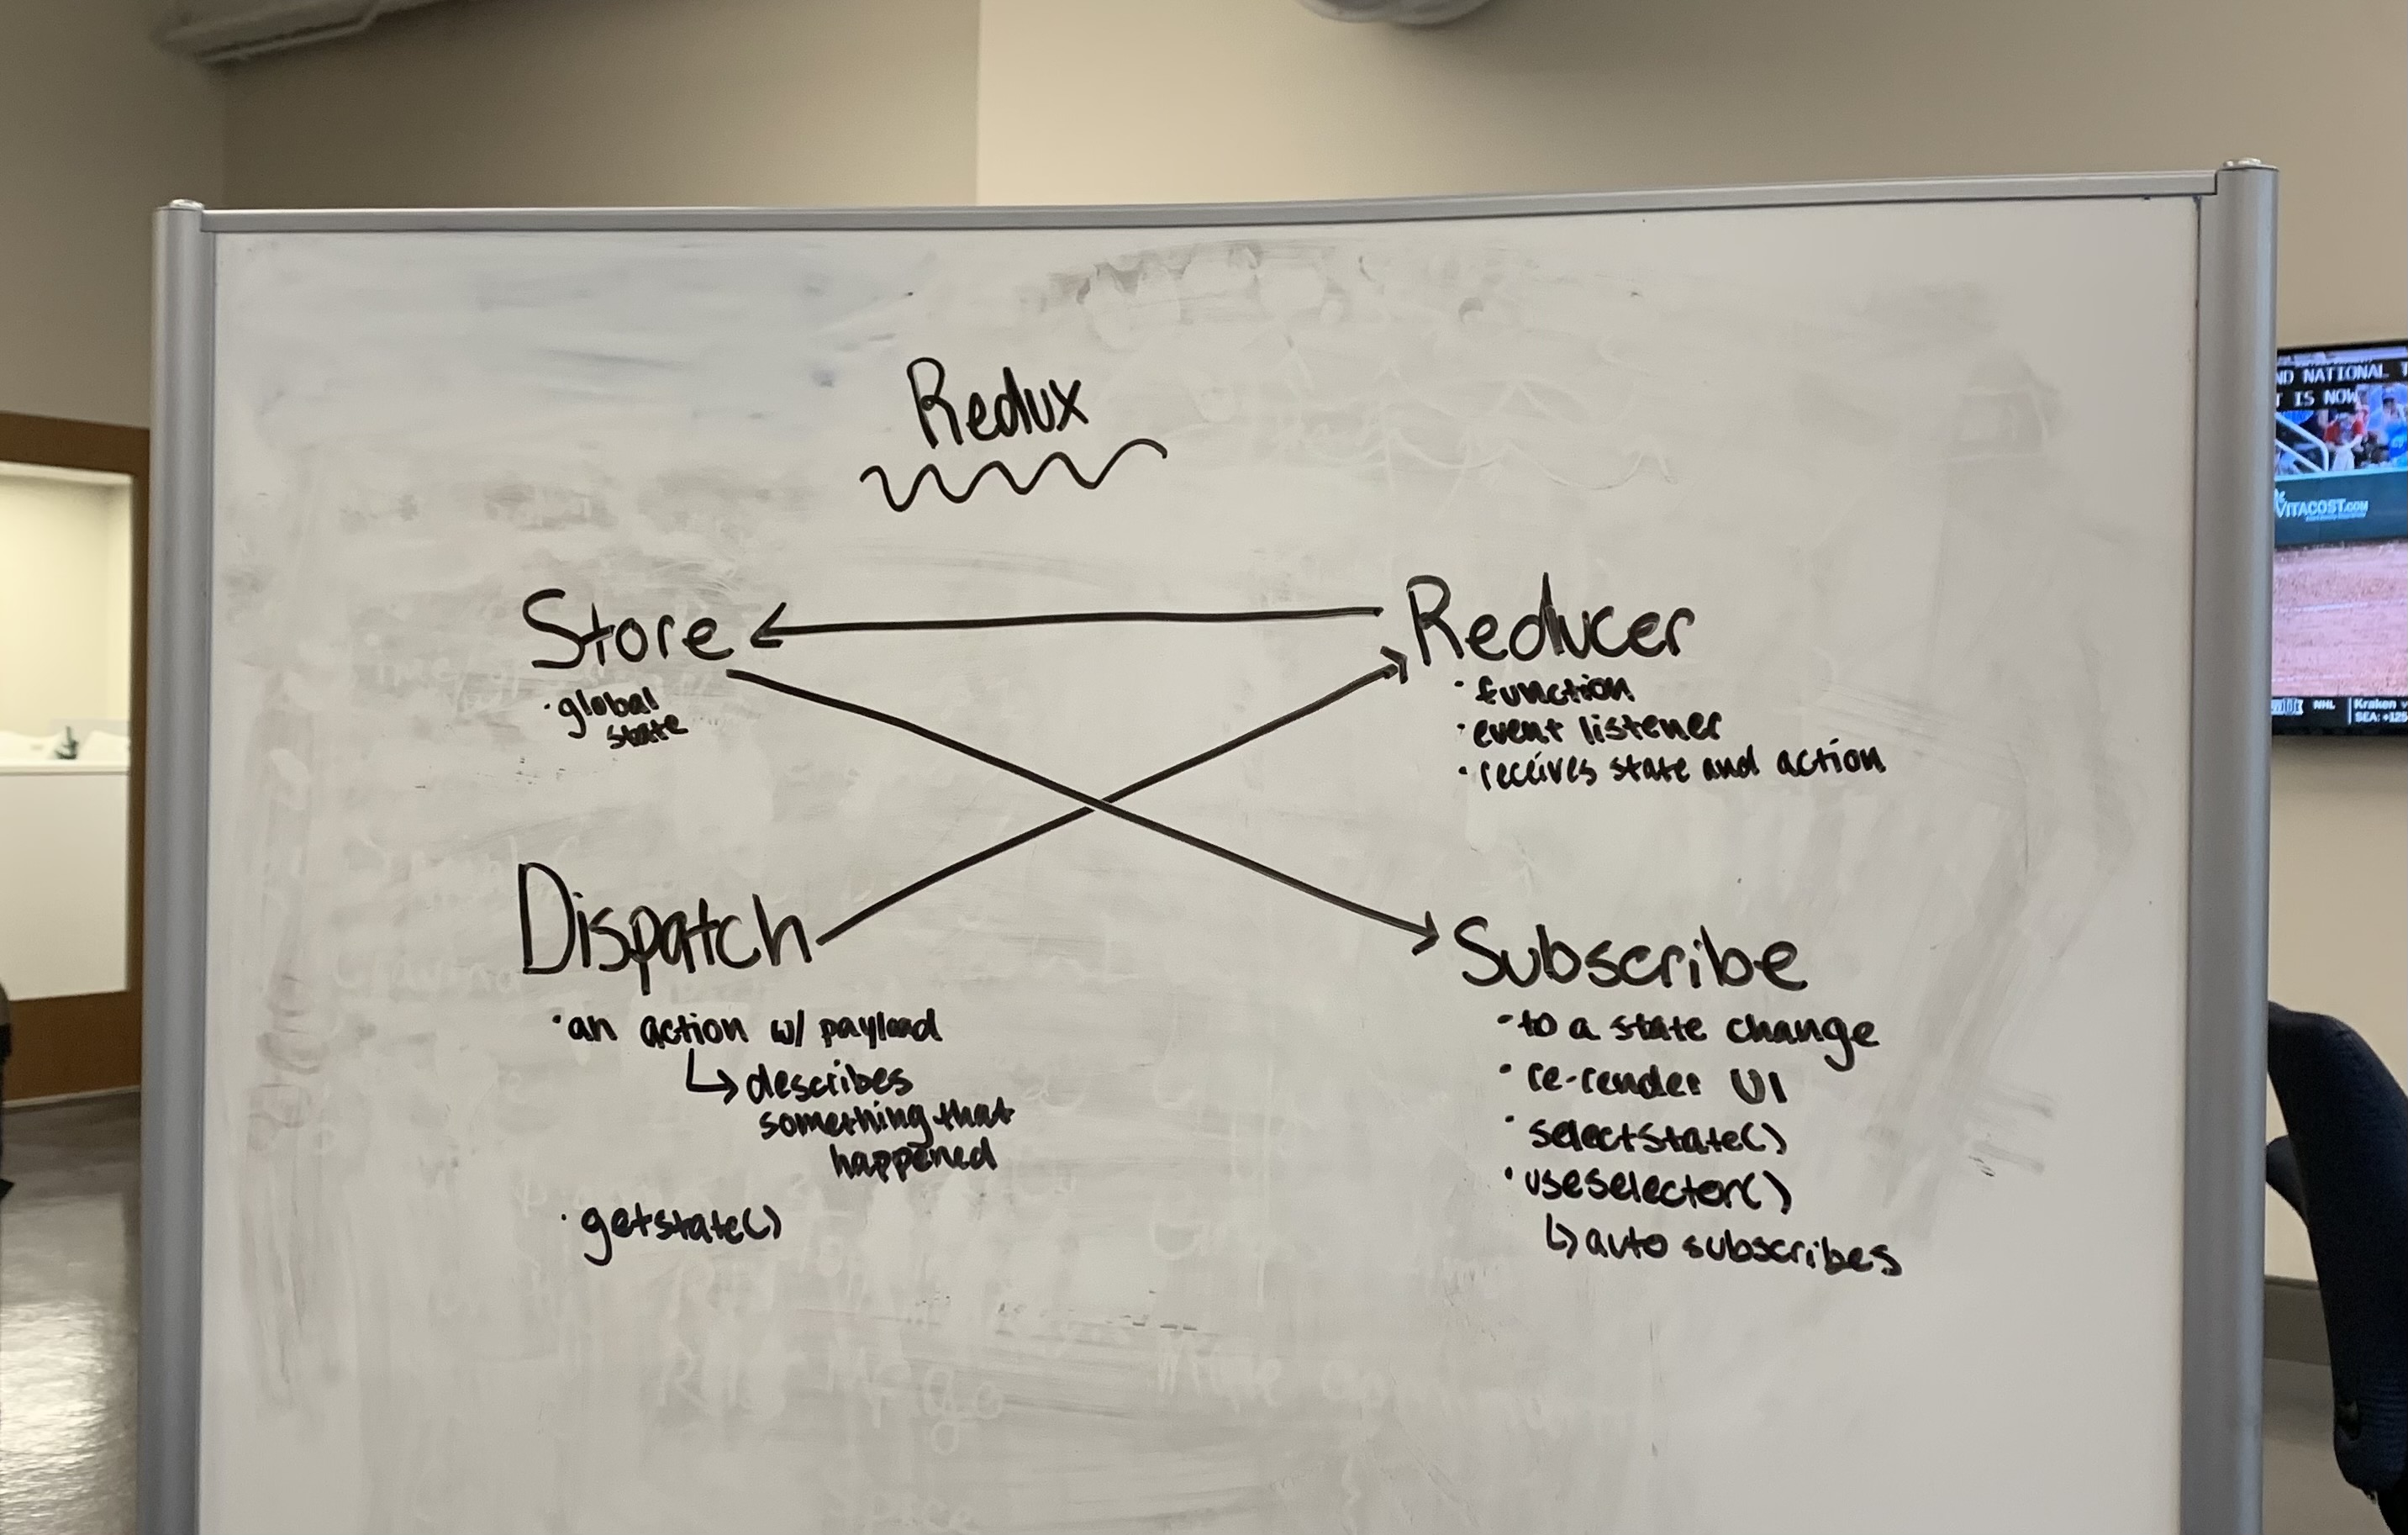 Redux
Store
· global
state
Reducer
· function
· event listener
· receives state and action
Dispatch
· an action w/ payload
↳ describes
something that
happened
· getstate()
Subscribe
- to a state change
· re-render UI
· selectstate()
· useselector()
↳ auto subscribes
ND NATIONAL
IS NOW
VITACOST.COM
NHL
Kraken
SEA: +125